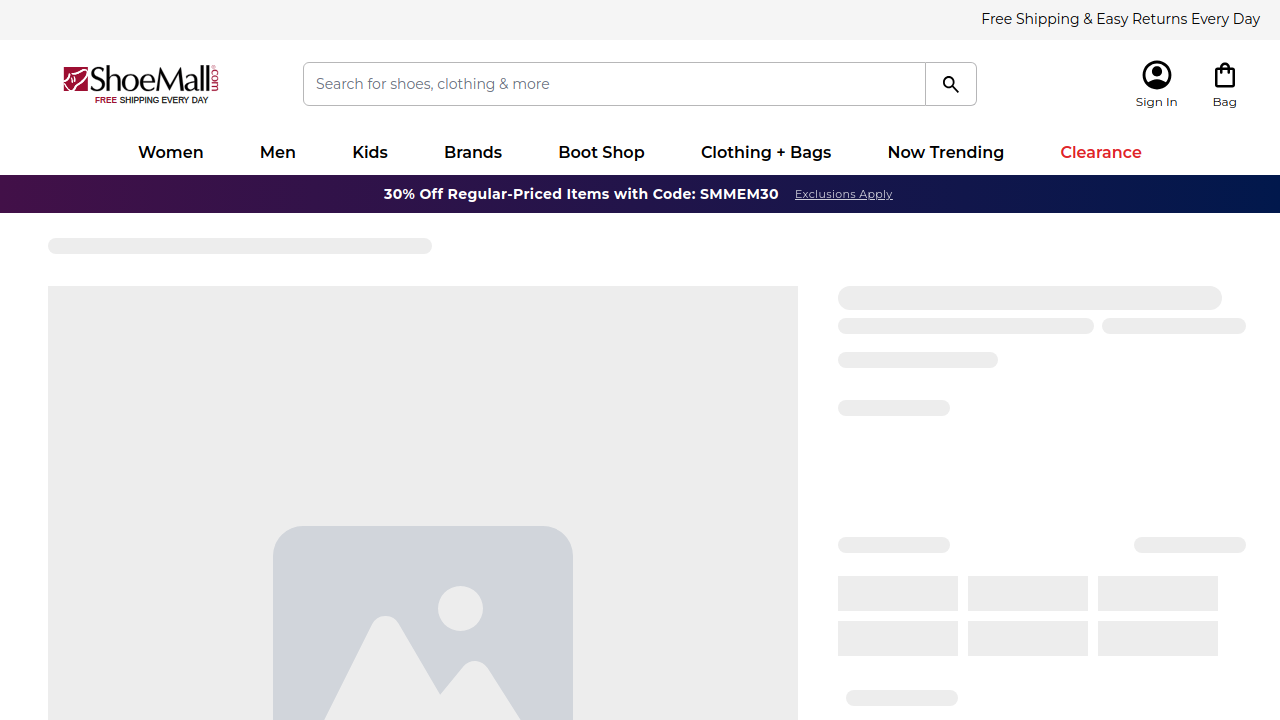 Free Shipping & Easy Returns Every Day
ShoeMall.com
FREE SHIPPING EVERY DAY
Search for shoes, clothing & more
Sign In
Bag
Women
Men
Kids
Brands
Boot Shop
Clothing + Bags
Now Trending
Clearance
30% Off Regular-Priced Items with Code: SMMEM30
Exclusions Apply